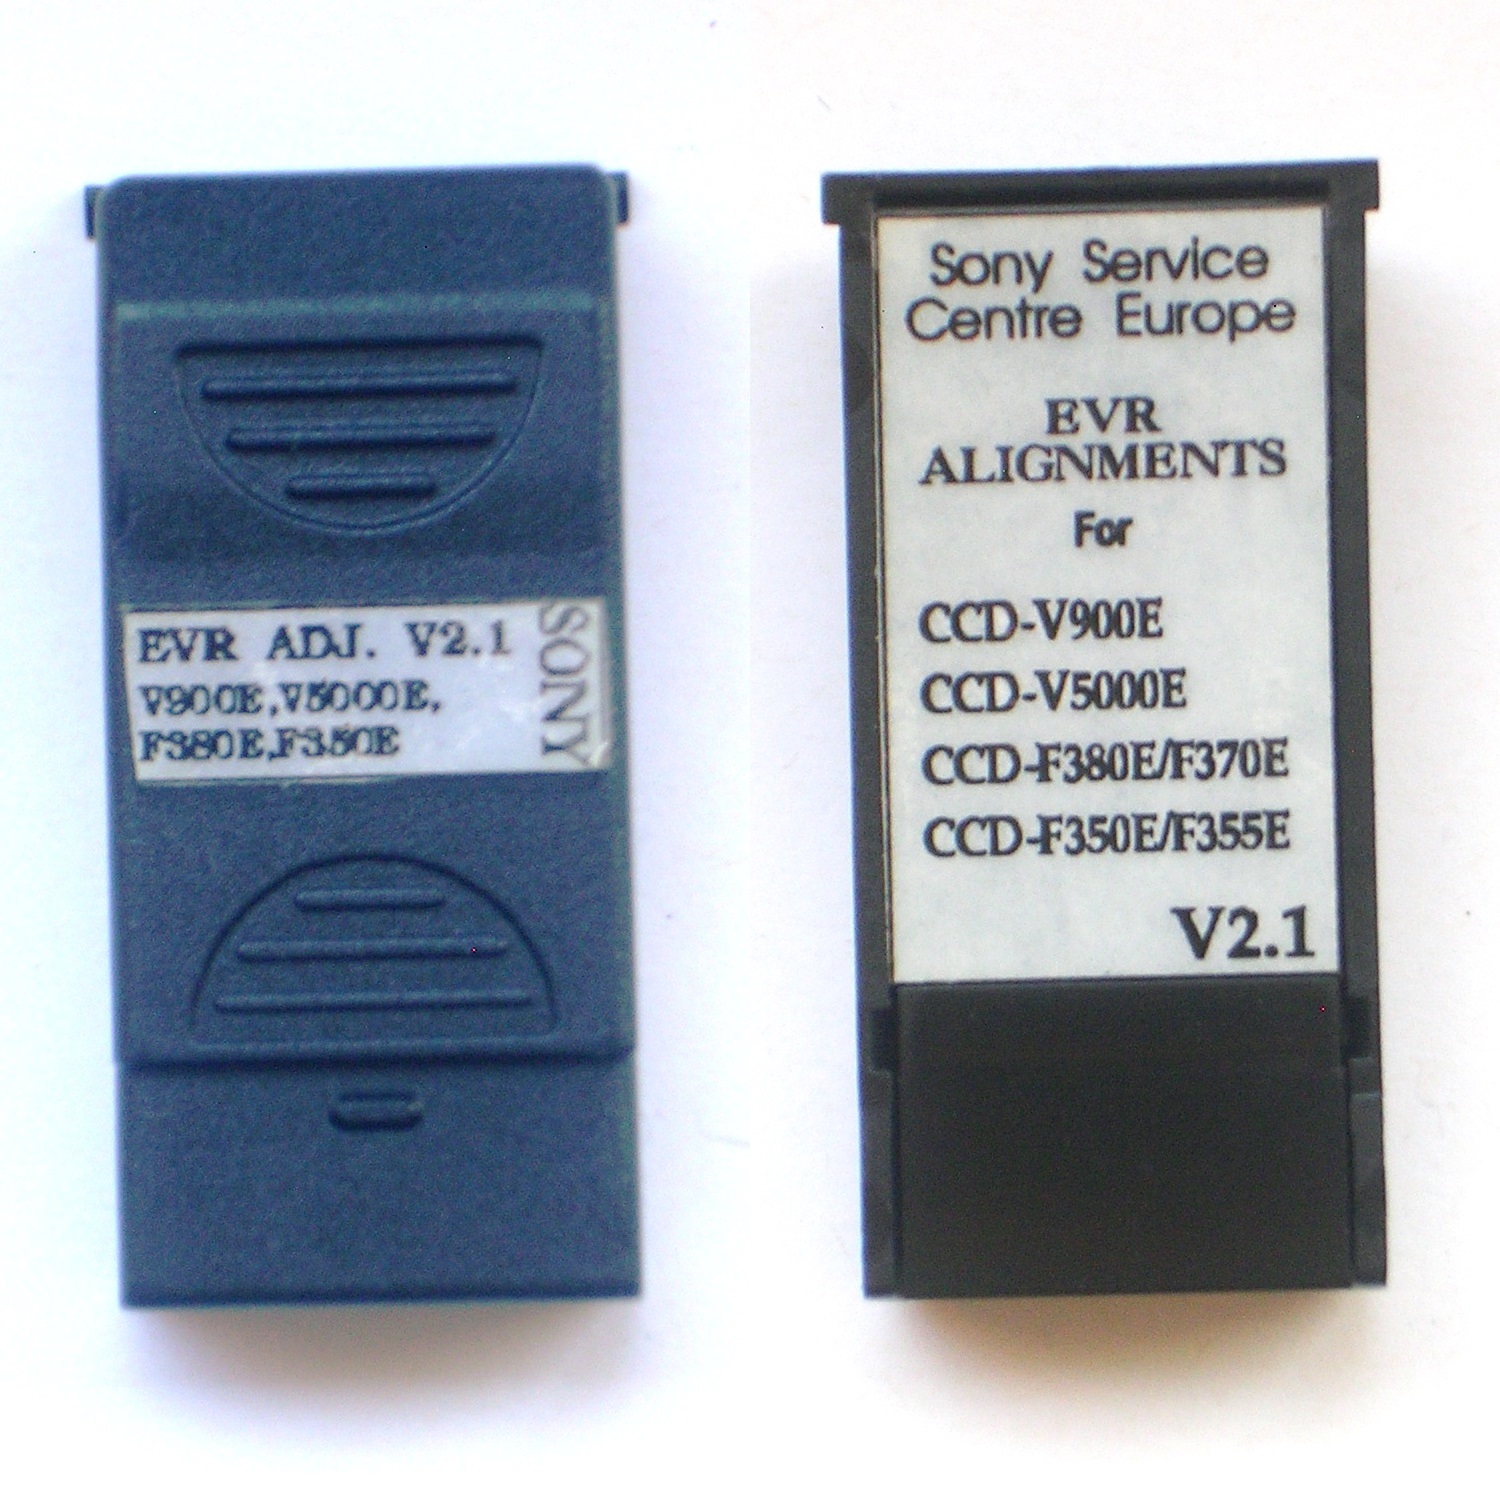 EVR ADJ. V2.1
V900E,V5000E,
F380E,F350E
SONY
Sony Service
Centre Europe
EVR
ALIGNMENTS
For
CCD-V900E
CCD-V5000E
CCD-F380E/F370E
CCD-F350E/F355E
V2.1